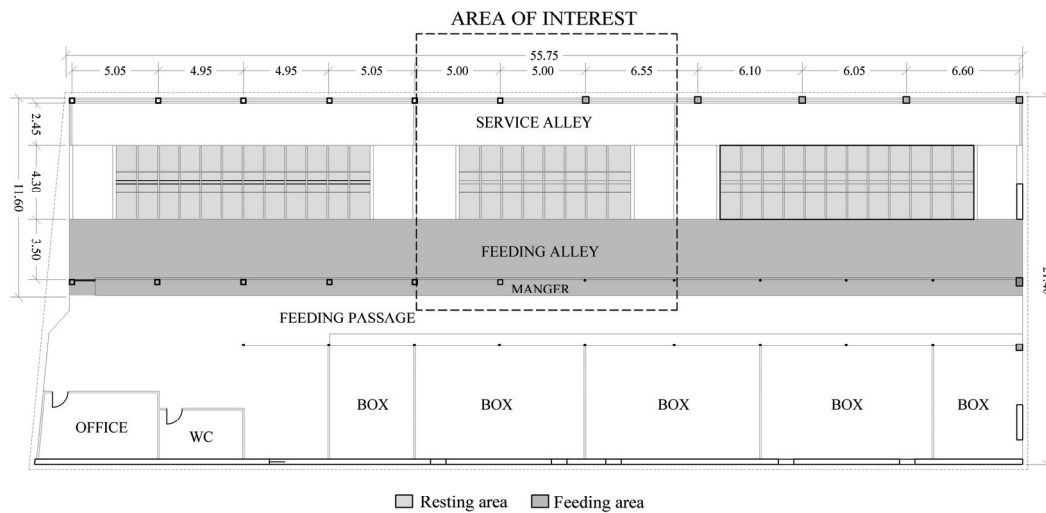 AREA OF INTEREST
55.75
5.05 4.95 4.95 5.05 5.00 5.00 6.55 6.10 6.05 6.60
2.45
SERVICE ALLEY
4.30
11.60
3.50
FEEDING ALLEY
MANGER
FEEDING PASSAGE
BOX BOX BOX BOX BOX
OFFICE
WC
Resting area Feeding area